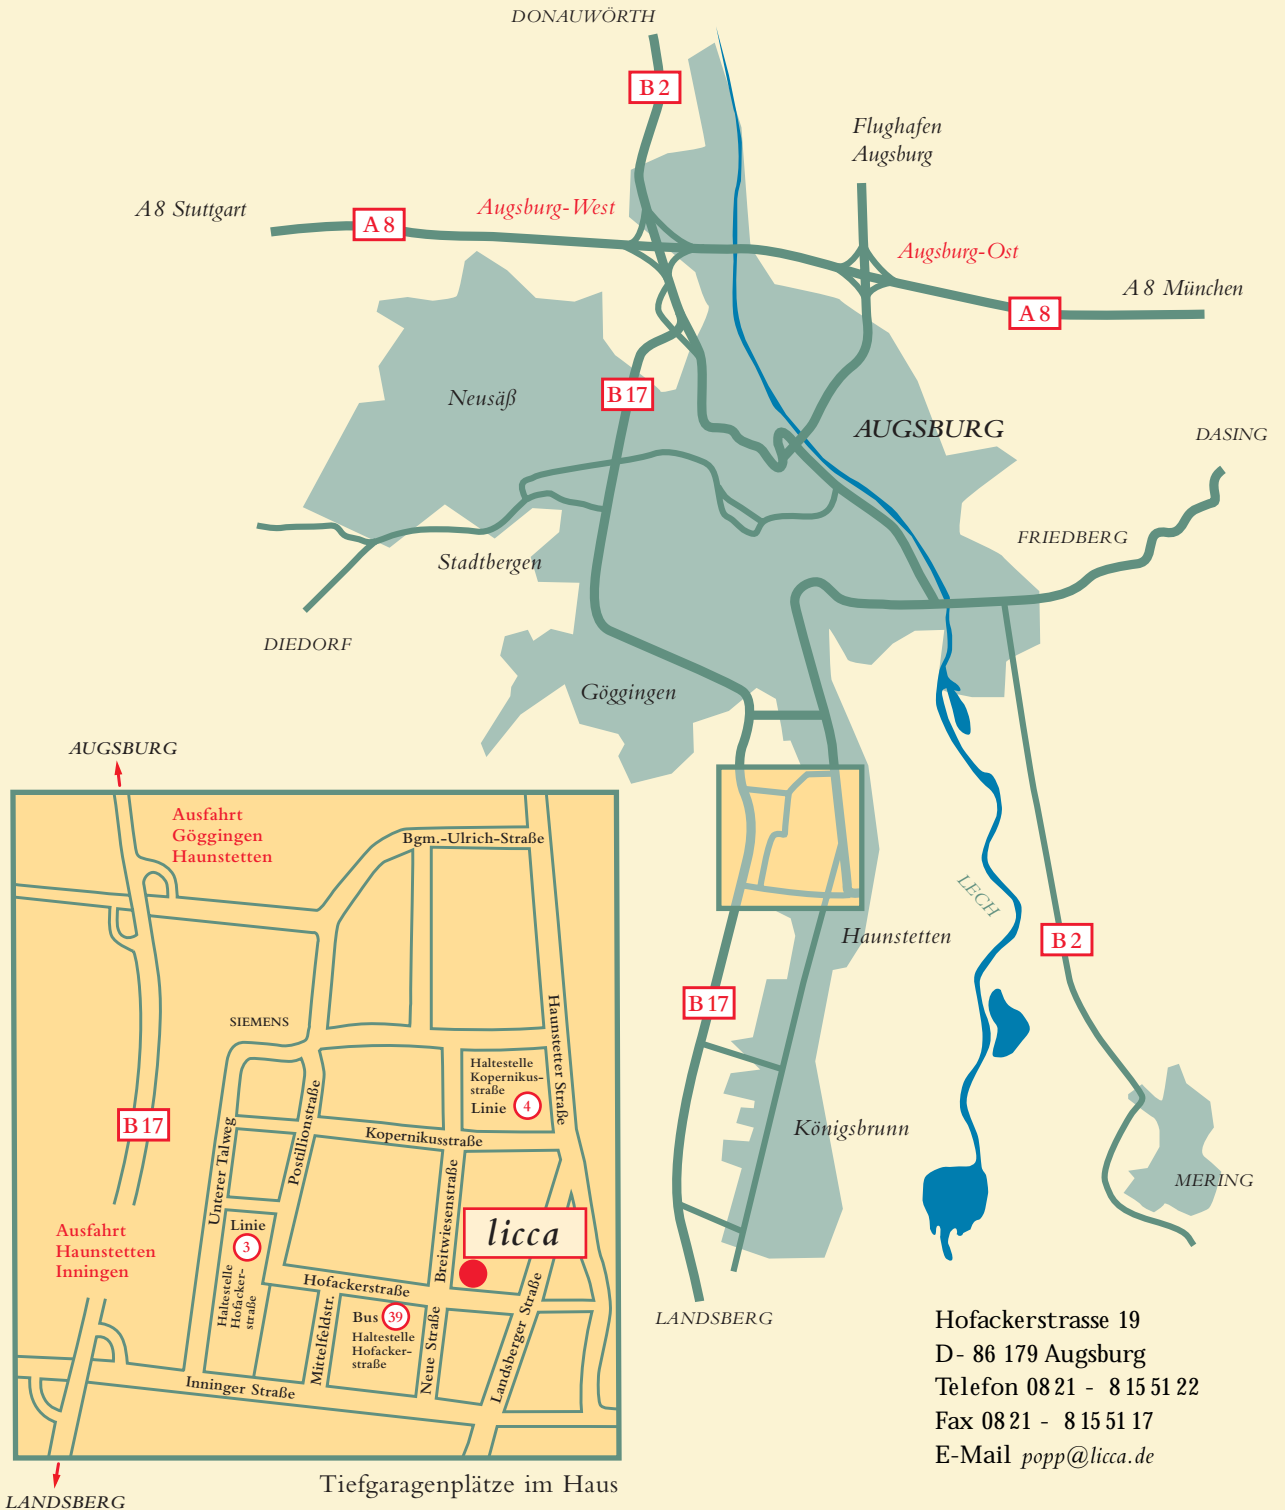 DONAUWÖRTH
B 2
Flughafen
Augsburg
A 8 Stuttgart
A 8
Augsburg-West
Augsburg-Ost
A 8 München
A 8
Neusäß
B 17
AUGSBURG
DASING
FRIEDBERG
Stadtbergen
DIEDORF
Göggingen
AUGSBURG
Ausfahrt
Göggingen
Haunstetten
Bgm.-Ulrich-Straße
LECH
Haunstetten
B 2
B 17
SIEMENS
Haunstetter Straße
Haltestelle
Kopernikus-
straße
Linie 4
B 17
Unterer Talweg
Postillionstraße
Kopernikusstraße
Königsbrunn
MERING
Breitwiesenstraße
licca
Ausfahrt
Haunstetten
Inningen
Linie
3
Haltestelle
Hofacker-
straße
Hofackerstraße
Mittelfeldstr.
Bus 39
Haltestelle
Hofacker-
straße
Neue Straße
Landsberger Straße
Inninger Straße
LANDSBERG
Hofackerstrasse 19
D- 86 179 Augsburg
Telefon 08 21 - 8 15 51 22
Fax 08 21 - 8 15 51 17
E-Mail popp@licca.de
Tiefgaragenplätze im Haus
LANDSBERG